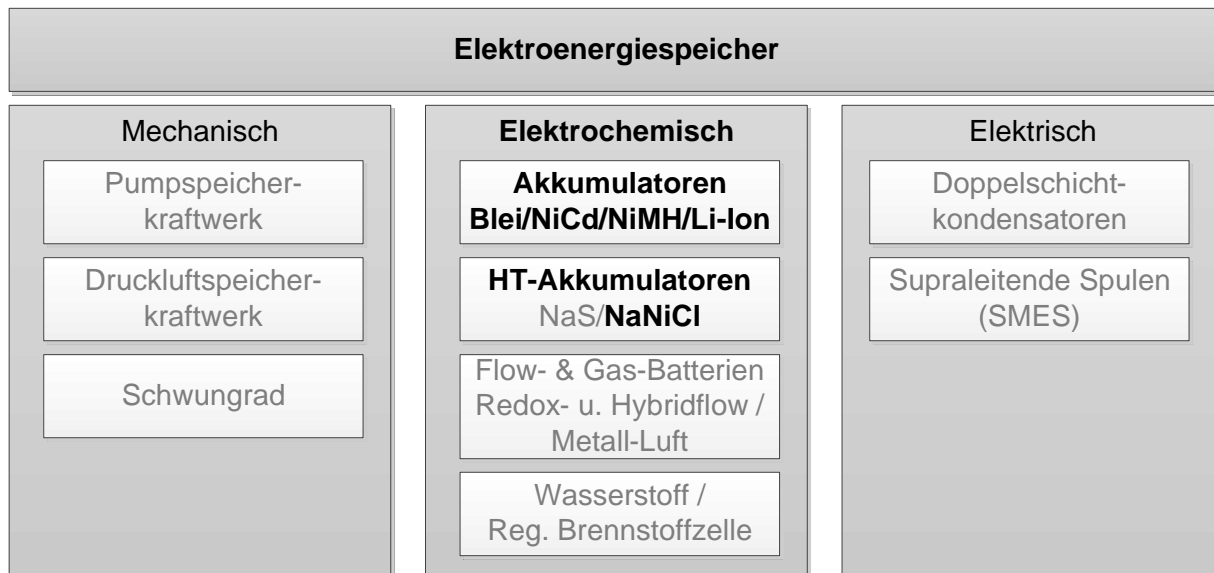 Elektroenergiespeicher
Mechanisch
Pumpspeicher-
kraftwerk
Druckluftspeicher-
kraftwerk
Schwungrad
Elektrochemisch
Akkumulatoren
Blei/NiCd/NiMH/Li-Ion
HT-Akkumulatoren
NaS/NaNiCl
Flow- & Gas-Batterien
Redox- u. Hybridflow /
Metall-Luft
Wasserstoff /
Reg. Brennstoffzelle
Elektrisch
Doppelschicht-
kondensatoren
Supraleitende Spulen
(SMES)